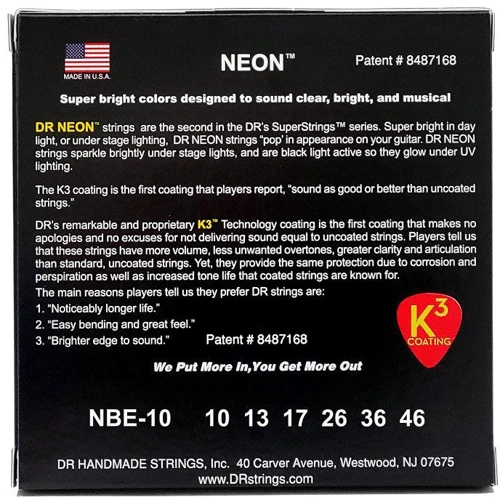 NEON™
Patent # 8487168
MADE IN U.S.A.
Super bright colors designed to sound clear, bright, and musical
DR NEON™ strings are the second in the DR's SuperStrings™ series. Super bright in day
light, or under stage lighting, DR NEON strings "pop' in appearance on your guitar. DR NEON
strings sparkle brightly under stage lights, and are black light active so they glow under UV
lighting.
The K3 coating is the first coating that players report, "sound as good or better than uncoated
strings."
DR's remarkable and proprietary K3™ Technology coating is the first coating that makes no
apologies and no excuses for not delivering sound equal to uncoated strings. Players tell us
that these strings have more volume, less unwanted overtones, greater clarity and articulation
than standard, uncoated strings. Yet, they provide the same protection due to corrosion and
perspiration as well as increased tone life that coated strings are known for.
The main reasons players tell us they prefer DR strings are:
1. "Noticeably longer life."
2. "Easy bending and great feel."
3. "Brighter edge to sound."
Patent # 8487168
K3
COATING
We Put More In,You Get More Out
NBE-10 10 13 17 26 36 46
DR HANDMADE STRINGS, Inc. 40 Carver Avenue, Westwood, NJ 07675
www.DRstrings.com